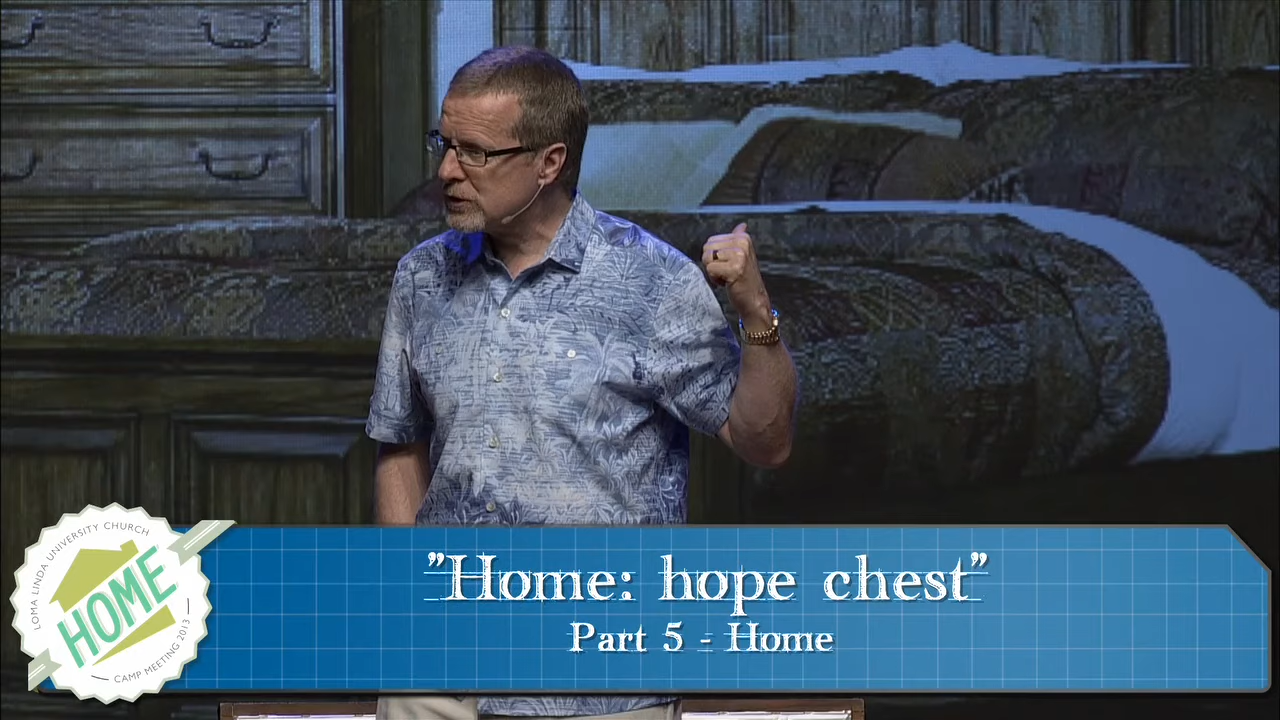 "Home: hope chest"
Part 5 - Home
LOMA LINDA UNIVERSITY CHURCH
HOME
CAMP MEETING 2013